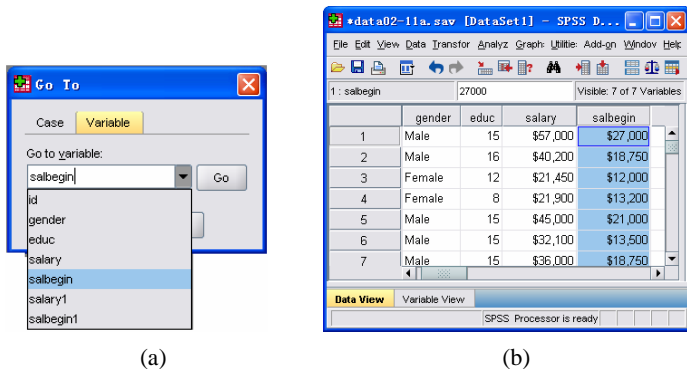 Go To
Case Variable
Go to variable:
salbegin
Go
id
gender
educ
salary
salbegin
salary1
salbegin1
(a)
*data02-11a.sav [DataSet1] - SPSS D...
File Edit View Data Transfor Analyz Graph: Utilitie: Add-on Window Help
1 : salbegin 27000 Visible: 7 of 7 Variables
gender educ salary salbegin
1 Male 15 $57,000 $27,000
2 Male 16 $40,200 $18,750
3 Female 12 $21,450 $12,000
4 Female 8 $21,900 $13,200
5 Male 15 $45,000 $21,000
6 Male 15 $32,100 $13,500
7 Male 15 $36,000 $18,750
Data View Variable View
SPSS Processor is ready
(b)